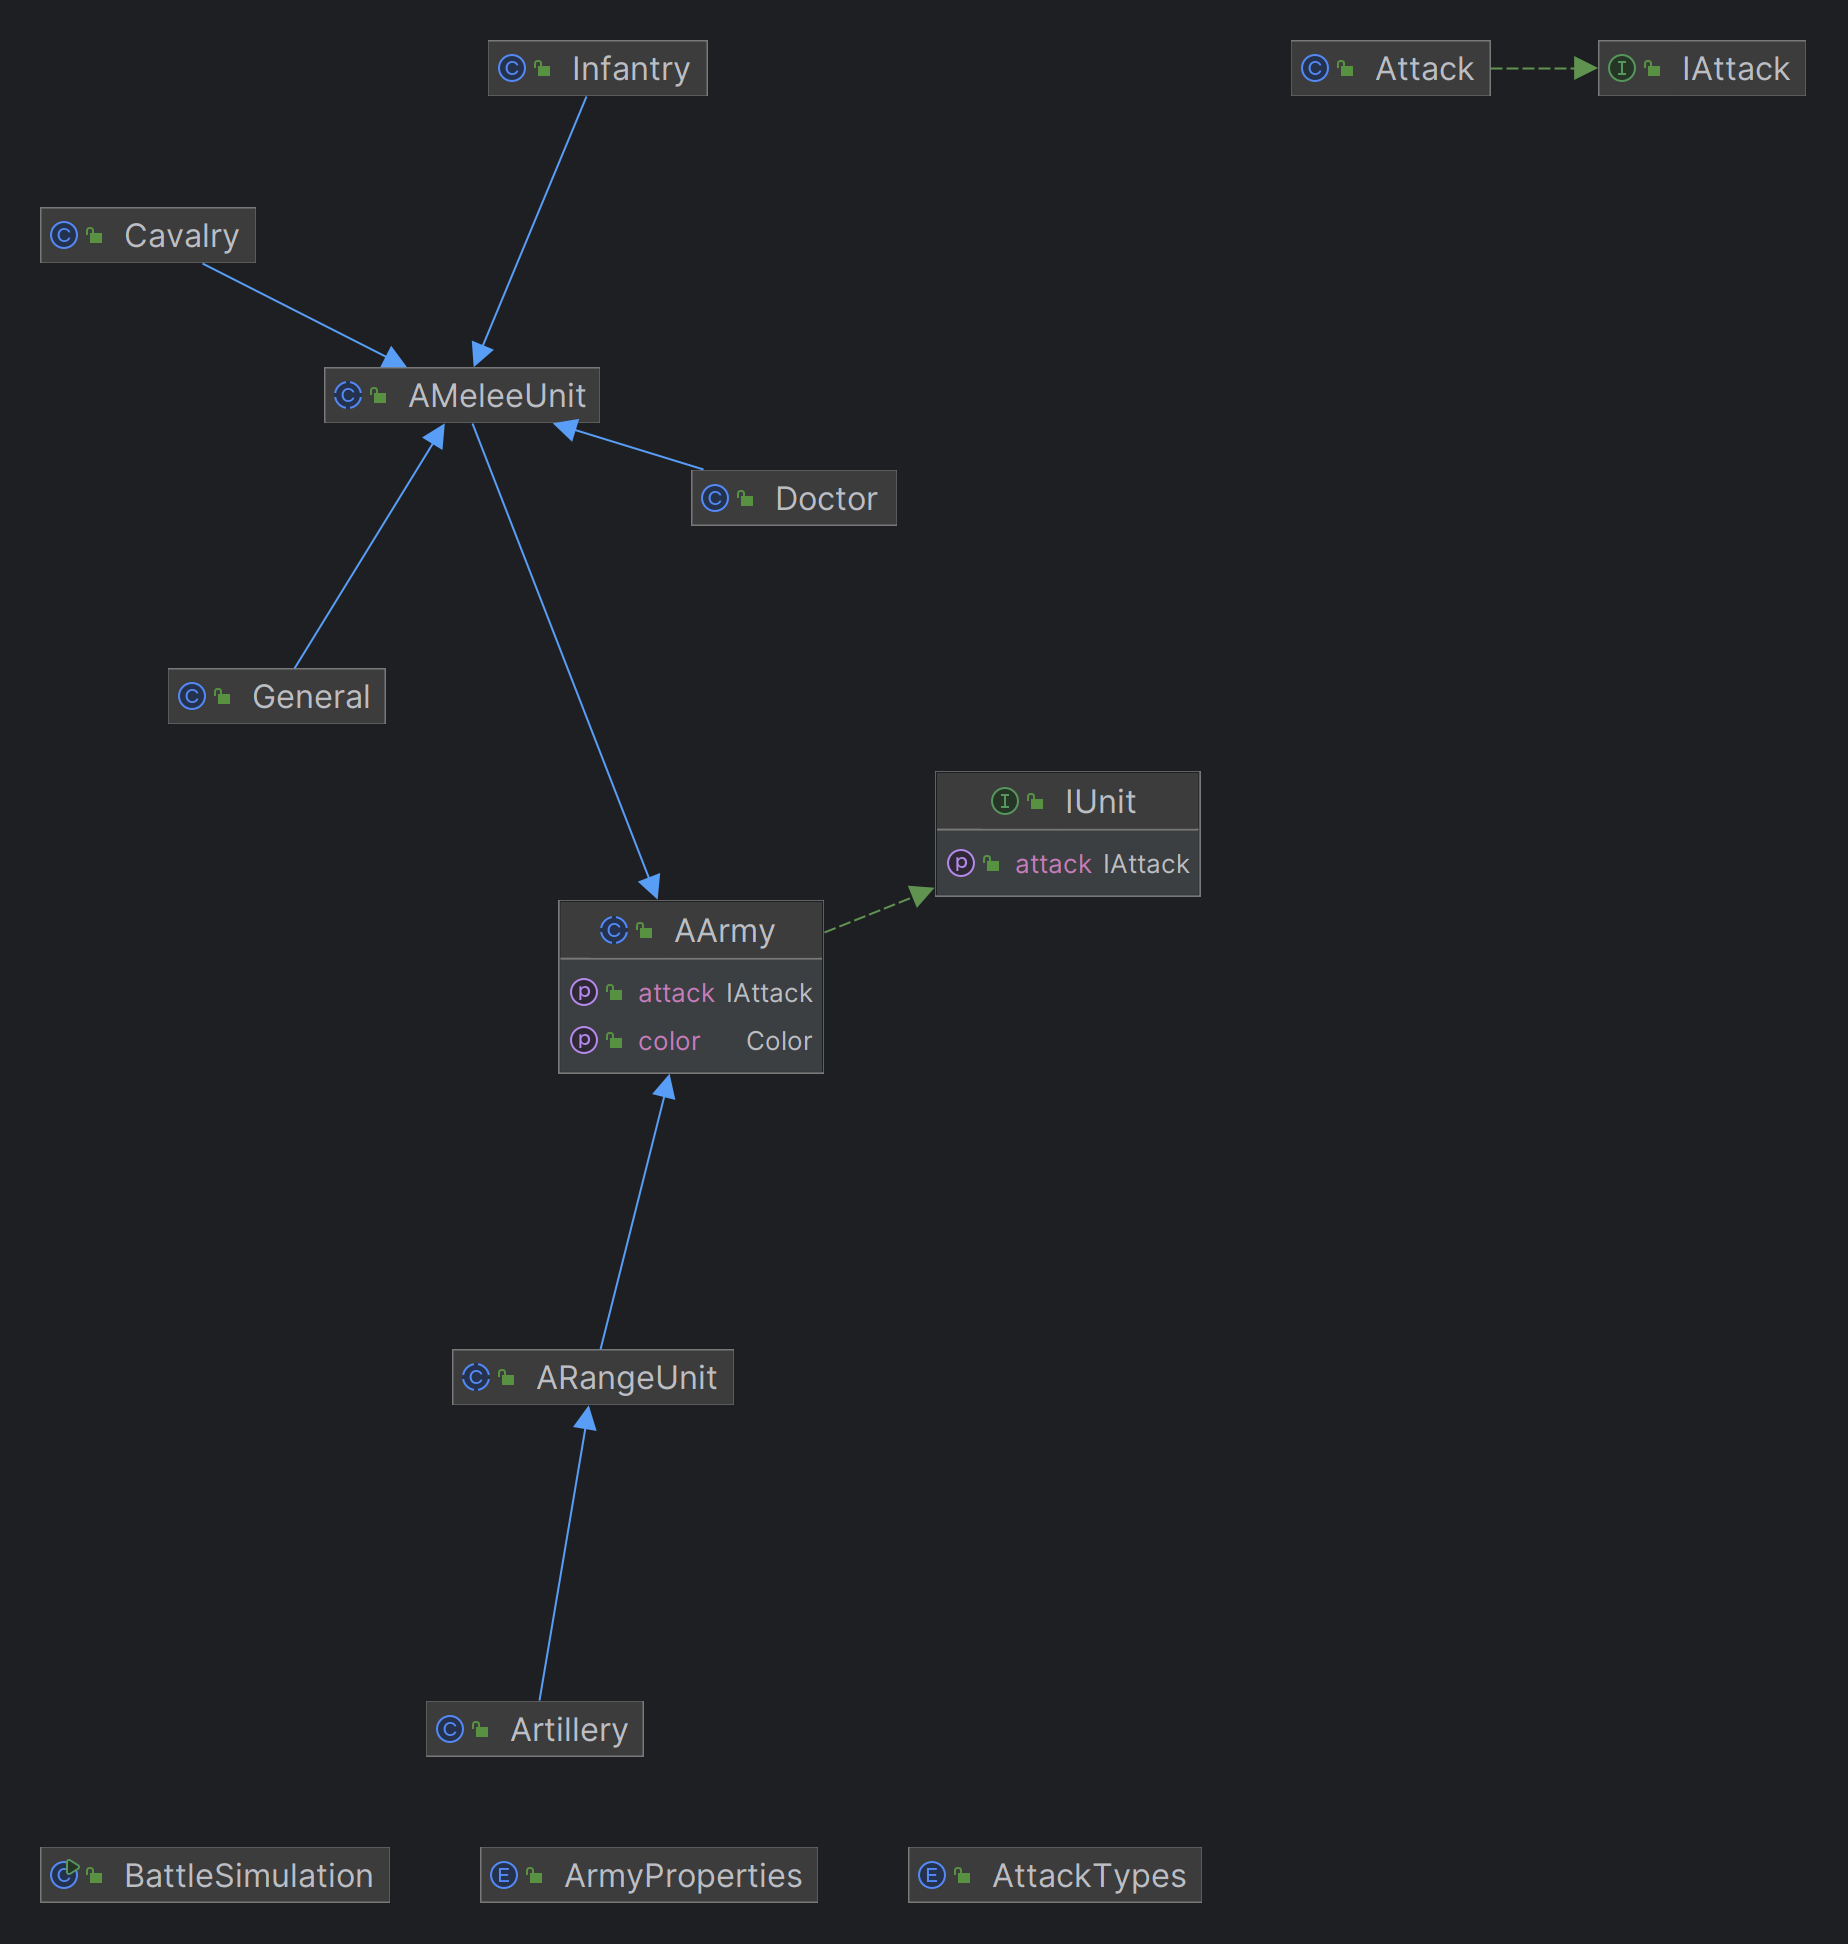 Infantry
Attack
IAttack
Cavalry
AMeleeUnit
Doctor
General
IUnit
attack IAttack
AArmy
attack IAttack
color Color
ARangeUnit
Artillery
BattleSimulation
ArmyProperties
AttackTypes